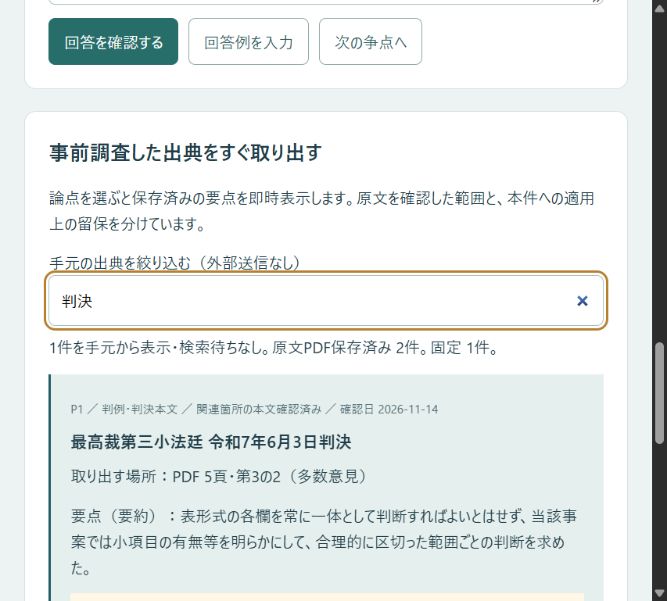 回答を確認する
回答例を入力
次の争点へ
事前調査した出典をすぐ取り出す
論点を選ぶと保存済みの要点を即時表示します。原文を確認した範囲と、本件への適用
上の留保を分けています。
手元の出典を絞り込む（外部送信なし）
判決
1件を手元から表示・検索待ちなし。原文PDF保存済み 2件。固定 1件。
P1 ／ 判例・判決本文 ／ 関連箇所の本文確認済み ／ 確認日 2026-11-14
最高裁第三小法廷 令和7年6月3日判決
取り出す場所：PDF 5頁・第3の2（多数意見）
要点（要約）：表形式の各欄を常に一体として判断すればよいとはせず、当該事
案では小項目の有無等を明らかにして、合理的に区切った範囲ごとの判断を求め
た。